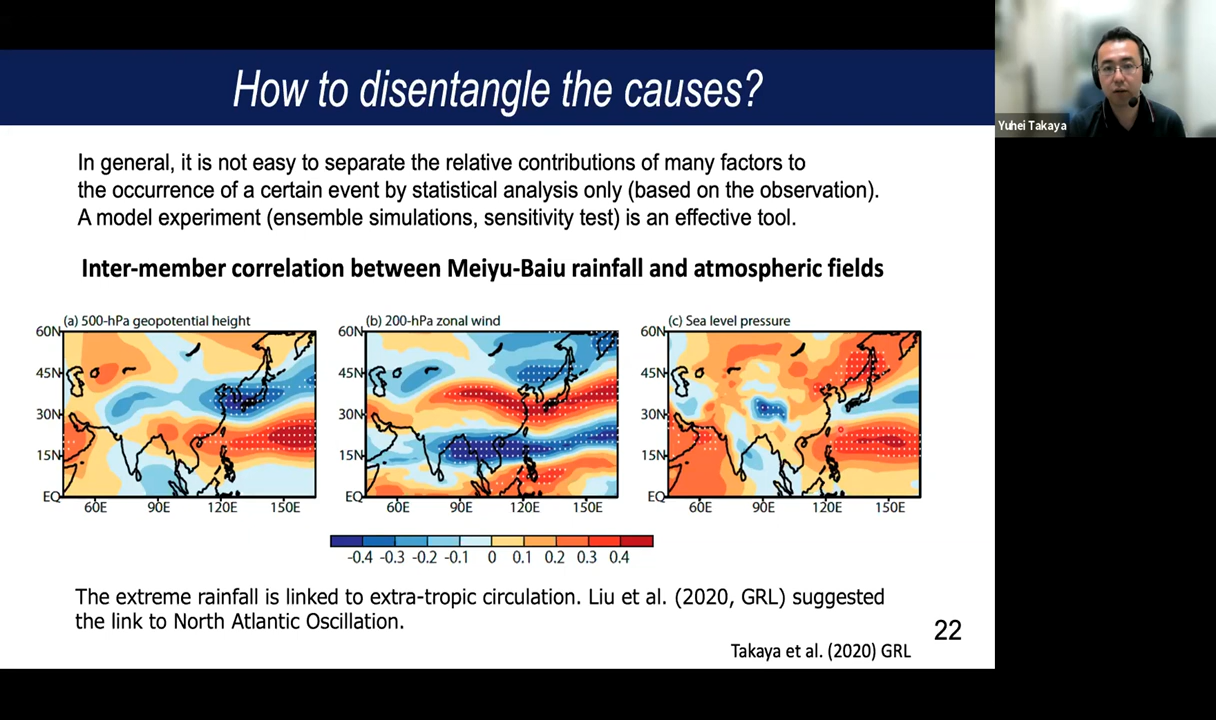 How to disentangle the causes?
Yuhei Takaya
In general, it is not easy to separate the relative contributions of many factors to
the occurrence of a certain event by statistical analysis only (based on the observation).
A model experiment (ensemble simulations, sensitivity test) is an effective tool.
Inter-member correlation between Meiyu-Baiu rainfall and atmospheric fields
(a) 500-hPa geopotential height
60N
45N
30N
15N
EQ
60E 90E 120E 150E
(b) 200-hPa zonal wind
60N
45N
30N
15N
EQ
60E 90E 120E 150E
(c) Sea level pressure
60N
45N
30N
15N
EQ
60E 90E 120E 150E
-0.4 -0.3 -0.2 -0.1 0 0.1 0.2 0.3 0.4
The extreme rainfall is linked to extra-tropic circulation. Liu et al. (2020, GRL) suggested
the link to North Atlantic Oscillation.
22
Takaya et al. (2020) GRL